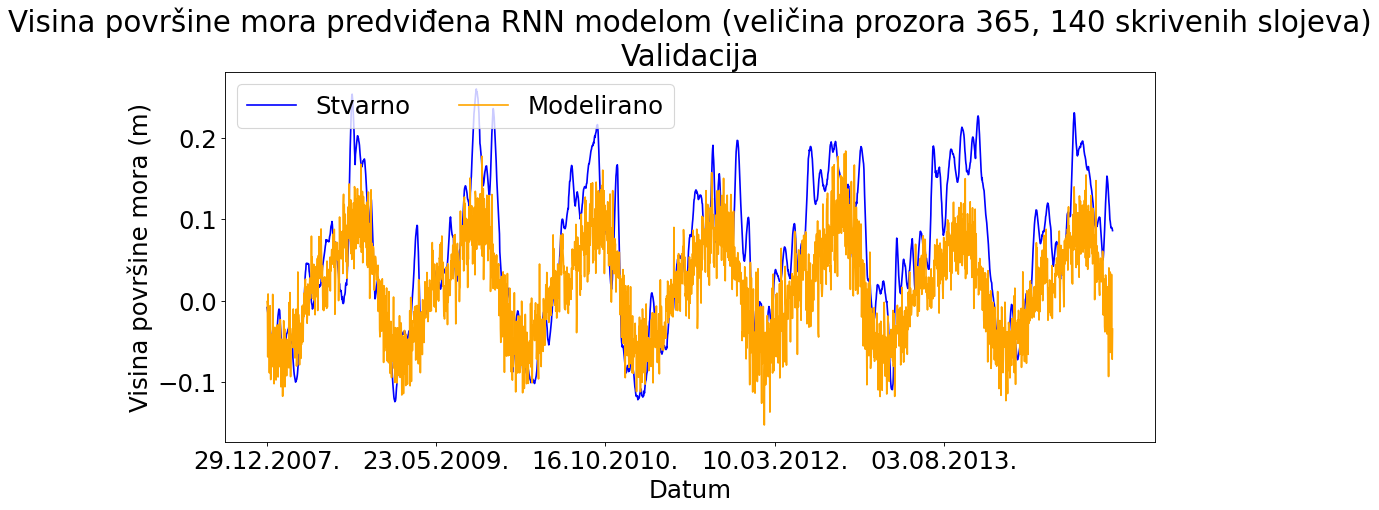 Visina površine mora predviđena RNN modelom (veličina prozora 365, 140 skrivenih slojeva)
Validacija
Stvarno
Modelirano
Visina površine mora (m)
0.2
0.1
0.0
−0.1
29.12.2007.
23.05.2009.
16.10.2010.
10.03.2012.
03.08.2013.
Datum